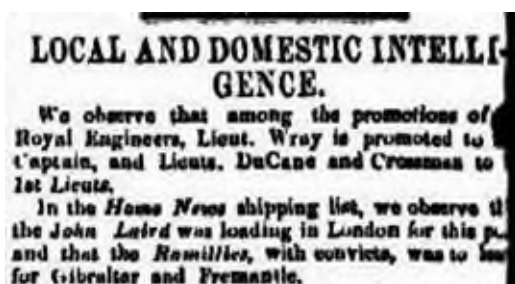 LOCAL AND DOMESTIC INTELLI-
GENCE.
We observe that among the promotions of
Royal Engineers, Lieut. Wray is promoted to
Captain, and Lieuts. DuCane and Crossman to
1st Lieuts.
In the Home News shipping list, we observe
the John Laird was loading in London for this
and that the Ramillies, with convicts, was to
for Gibraltar and Fremantle.